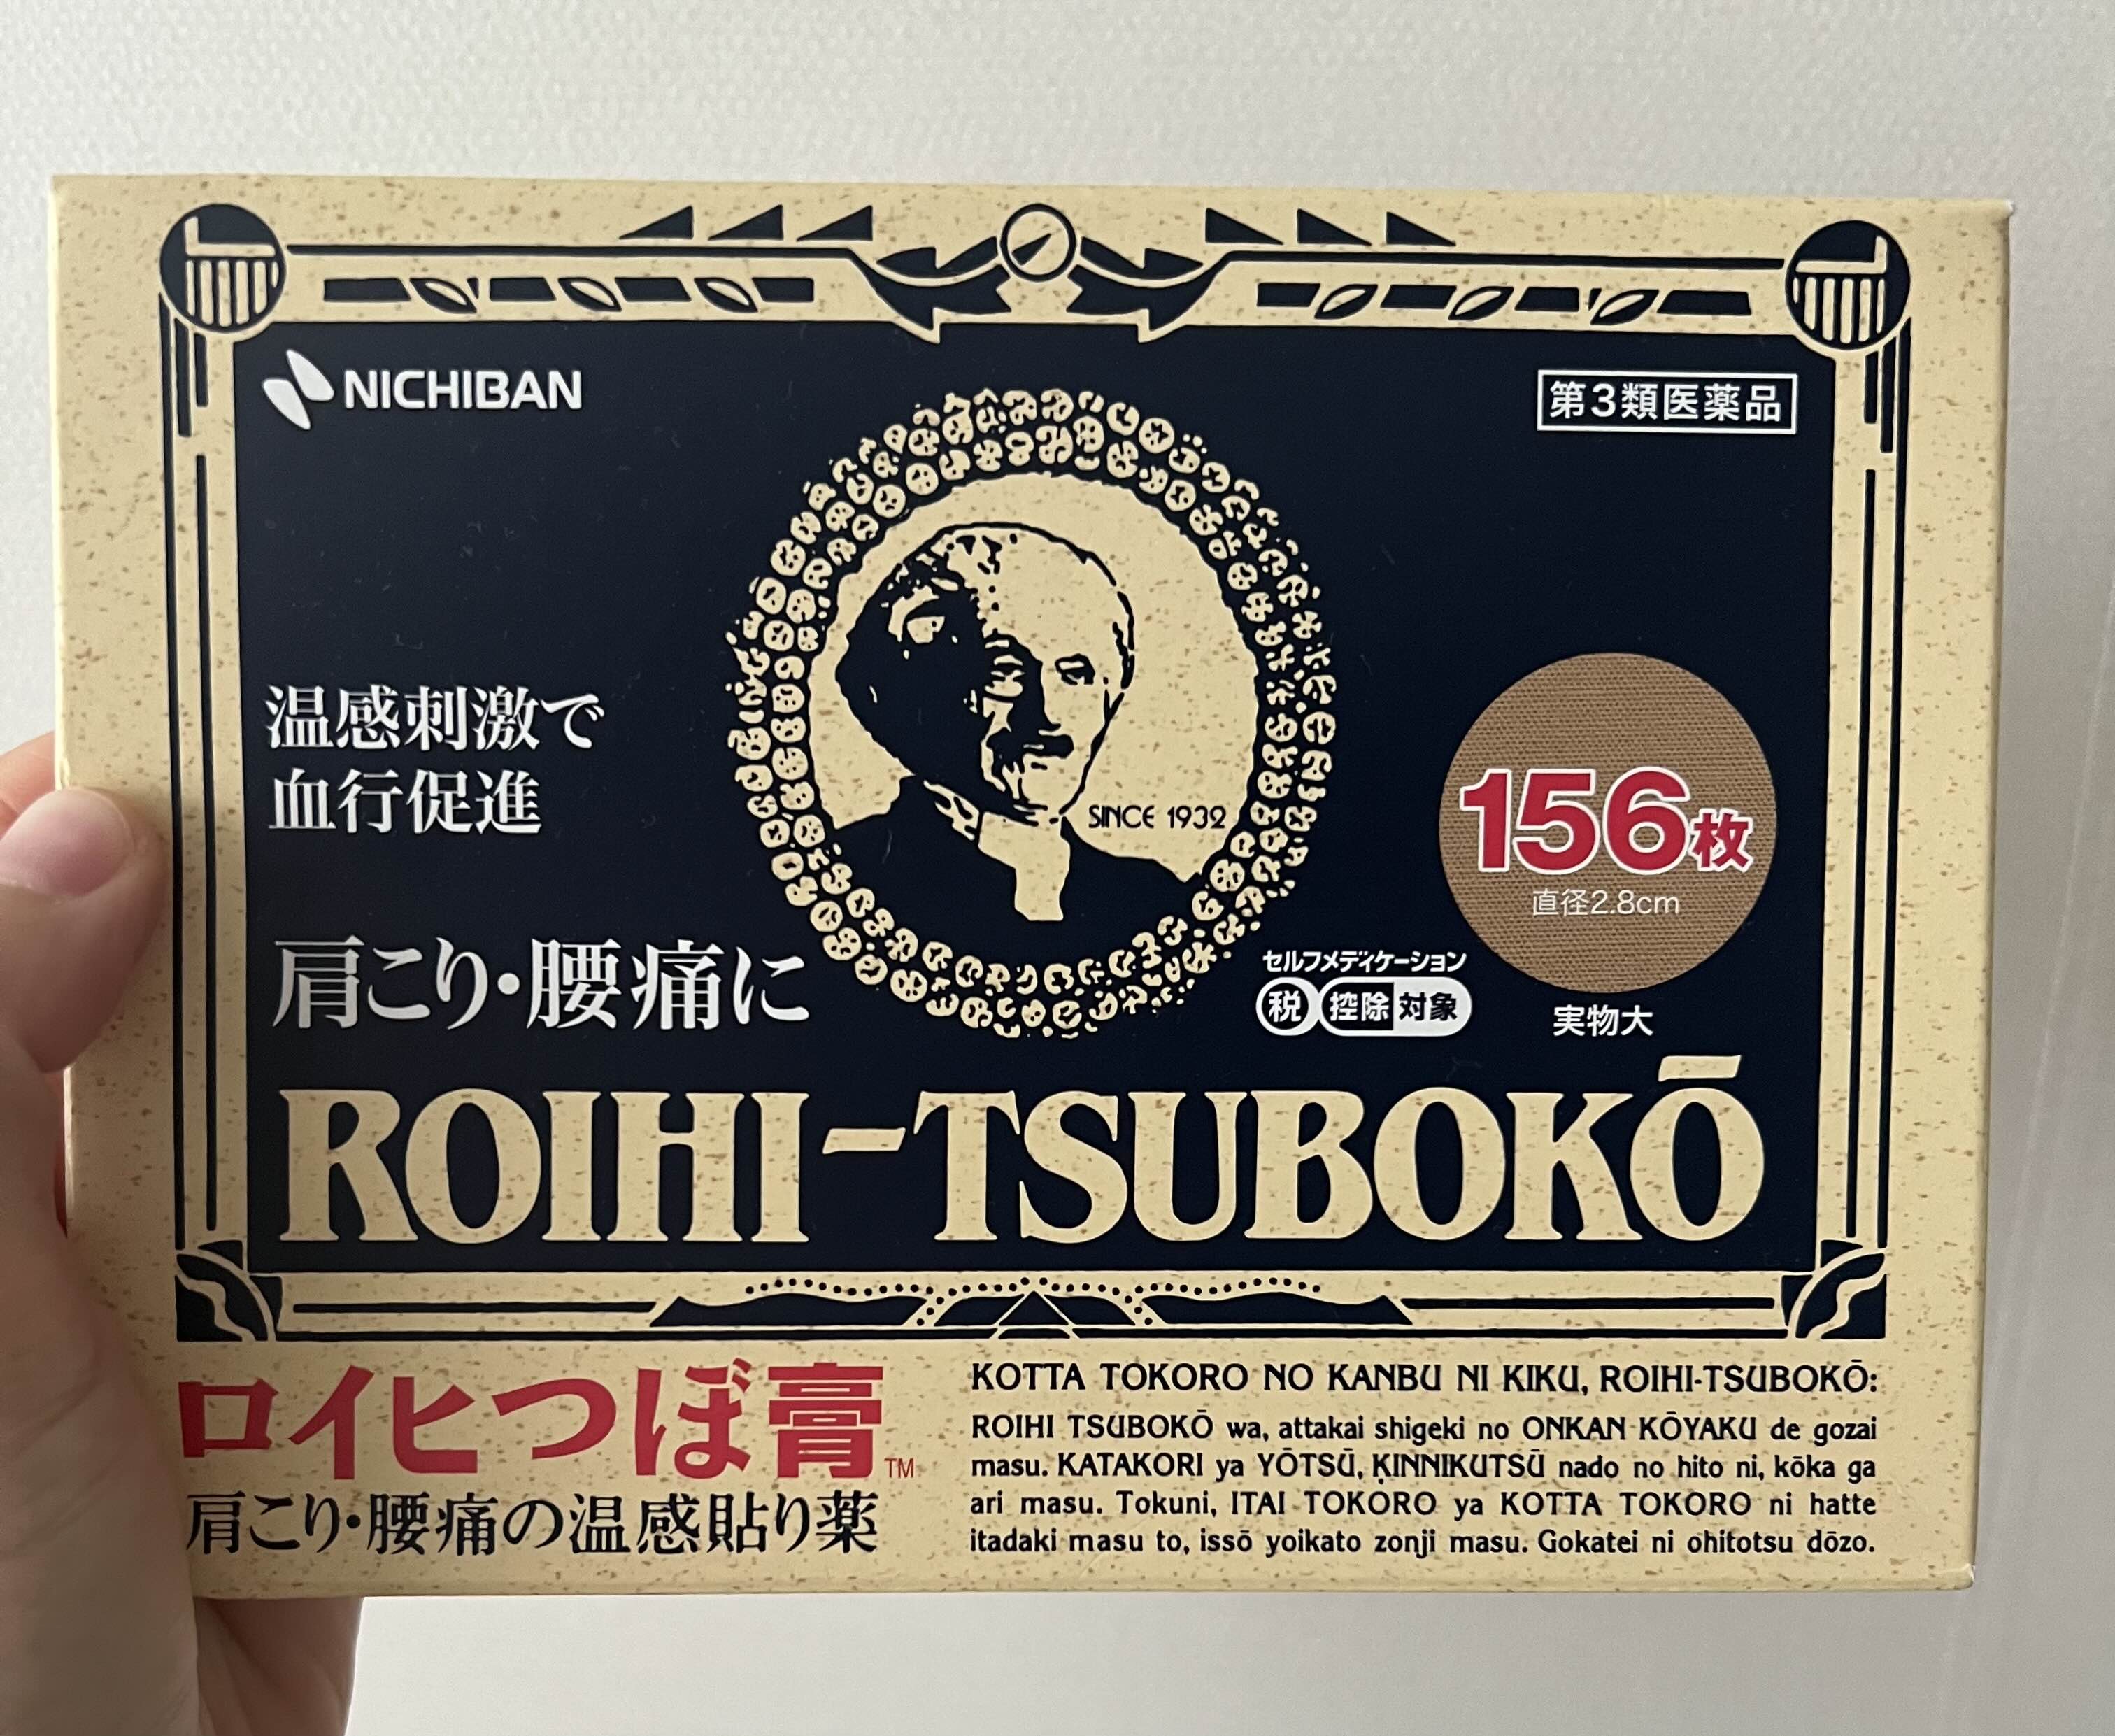 NICHIBAN
第3類医薬品
温感刺激で
血行促進
SINCE 1932
156枚
直径2.8cm
肩こり・腰痛に
セルフメディケーション
税 控除 対象
実物大
ROIHI-TSUBOKŌ
ロイヒつぼ膏™
肩こり・腰痛の温感貼り薬
KOTTA TOKORO NO KANBU NI KIKU, ROIHI-TSUBOKŌ:
ROIHI TSUBOKŌ wa, attakai shigeki no ONKAN KŌYAKU de gozai
masu. KATAKORI ya YŌTSŪ, KINNIKUTSŪ nado no hito ni, kōka ga
ari masu. Tokuni, ITAI TOKORO ya KOTTA TOKORO ni hatte
itadaki masu to, issō yoikato zonji masu. Gokatei ni ohitotsu dōzo.